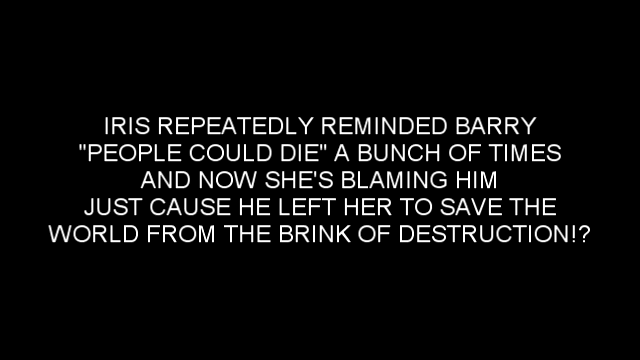 IRIS REPEATEDLY REMINDED BARRY
"PEOPLE COULD DIE" A BUNCH OF TIMES
AND NOW SHE'S BLAMING HIM
JUST CAUSE HE LEFT HER TO SAVE THE
WORLD FROM THE BRINK OF DESTRUCTION!?